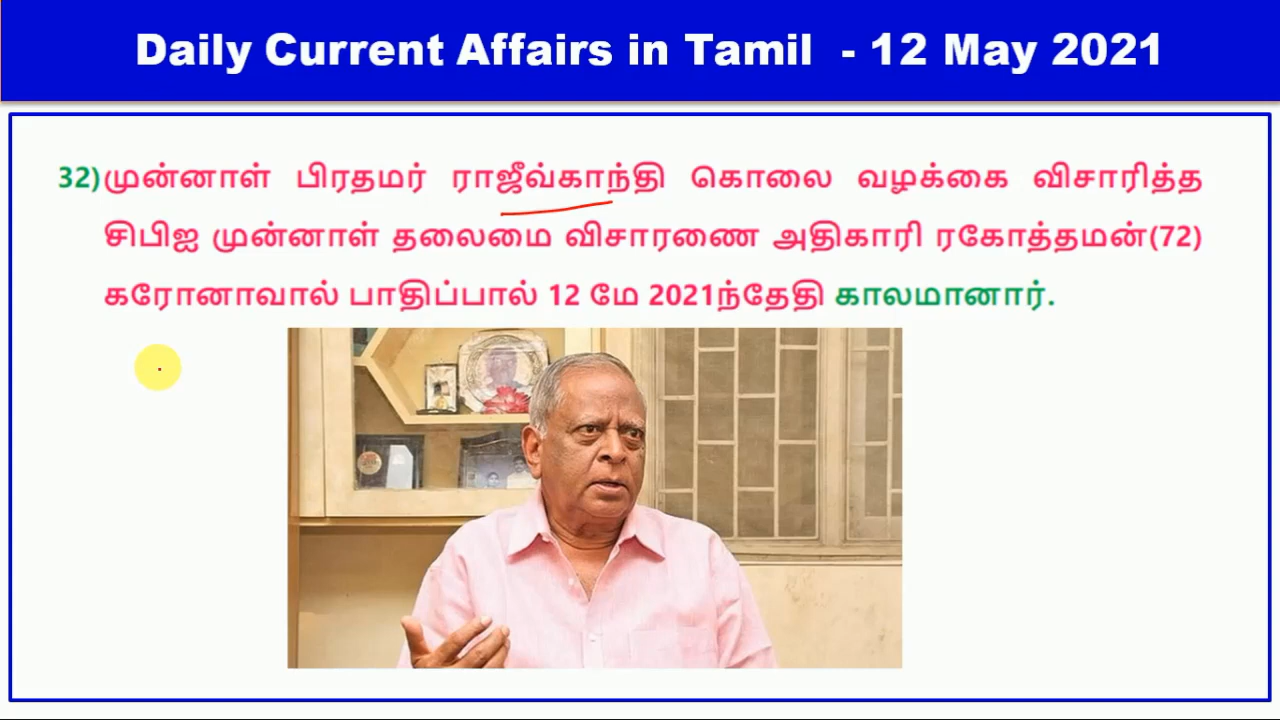 Daily Current Affairs in Tamil - 12 May 2021
32) முன்னாள் பிரதமர் ராஜீவ்காந்தி கொலை வழக்கை விசாரித்த
சிபிஐ முன்னாள் தலைமை விசாரணை அதிகாரி ரகோத்தமன்(72)
கரோனாவால் பாதிப்பால் 12 மே 2021ந்தேதி காலமானார்.